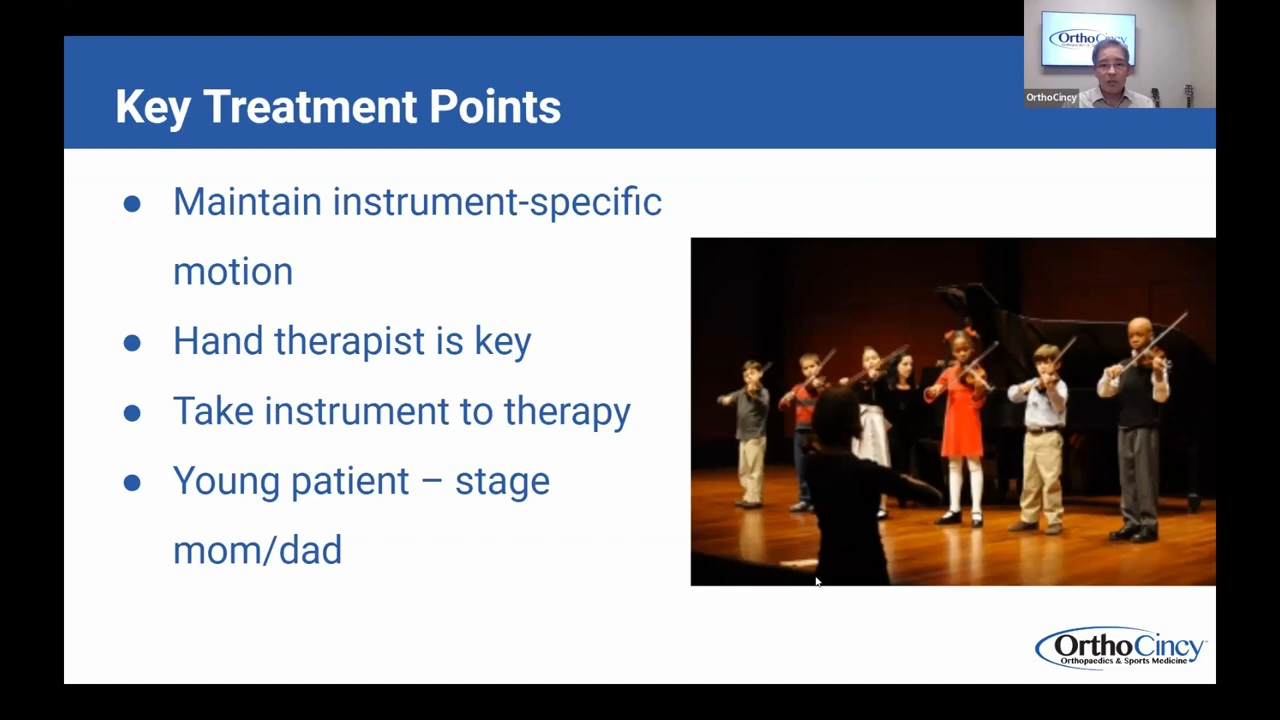 OrthoCincy
OrthoCincy
Key Treatment Points
● Maintain instrument-specific
motion
● Hand therapist is key
● Take instrument to therapy
● Young patient – stage
mom/dad
OrthoCincy™
Orthopaedics & Sports Medicine